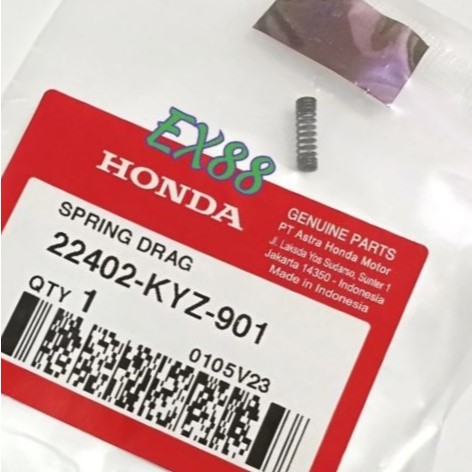 EX88
HONDA
GENUINE PARTS
PT Astra Honda Motor
Jl. Laksda Yos Sudarso, Sunter 1
Jakarta 14350 - Indonesia
Made in Indonesia
SPRING DRAG
22402-KYZ-901
QTY 1
0105V23